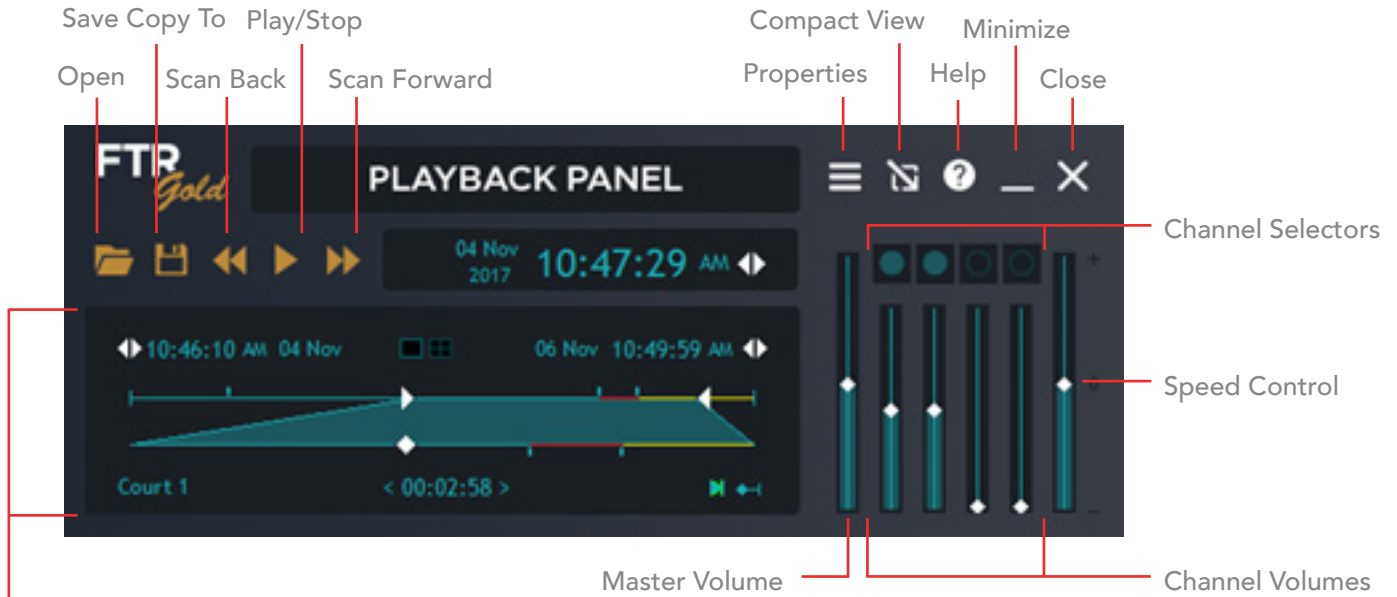 Save Copy To Play/Stop Compact View Minimize
Open Scan Back Scan Forward Properties Help Close
FTR
Gold
PLAYBACK PANEL
04 Nov
2017
10:47:29 AM
Channel Selectors
10:46:10 AM 04 Nov 06 Nov 10:49:59 AM
Speed Control
Court 1 < 00:02:58 >
Master Volume Channel Volumes